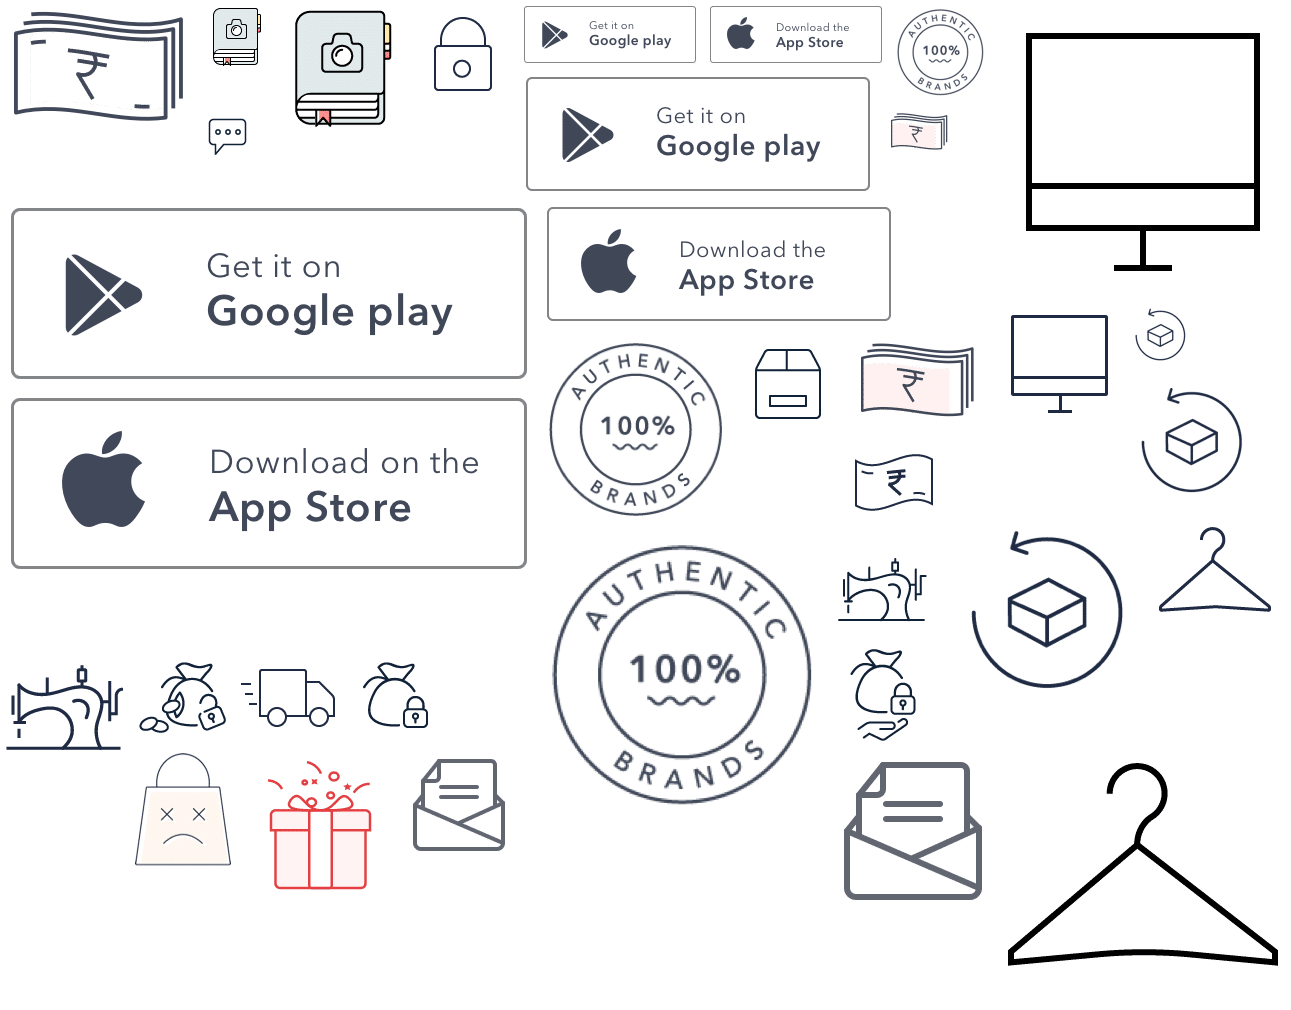 ₹
Get it on
Google play
Download the
App Store
AUTHENTIC
100%
BRANDS
Get it on
Google play
₹
Get it on
Google play
Download the
App Store
AUTHENTIC
100%
BRANDS
₹
Download on the
App Store
₹
AUTHENTIC
100%
BRANDS